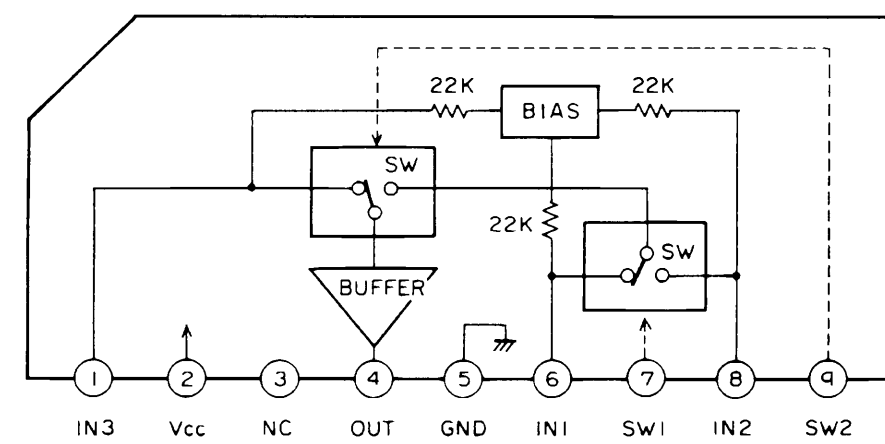 22K
22K
BIAS
SW
22K
SW
BUFFER
1 2 3 4 5 6 7 8 9
IN3 Vcc NC OUT GND IN1 SW1 IN2 SW2